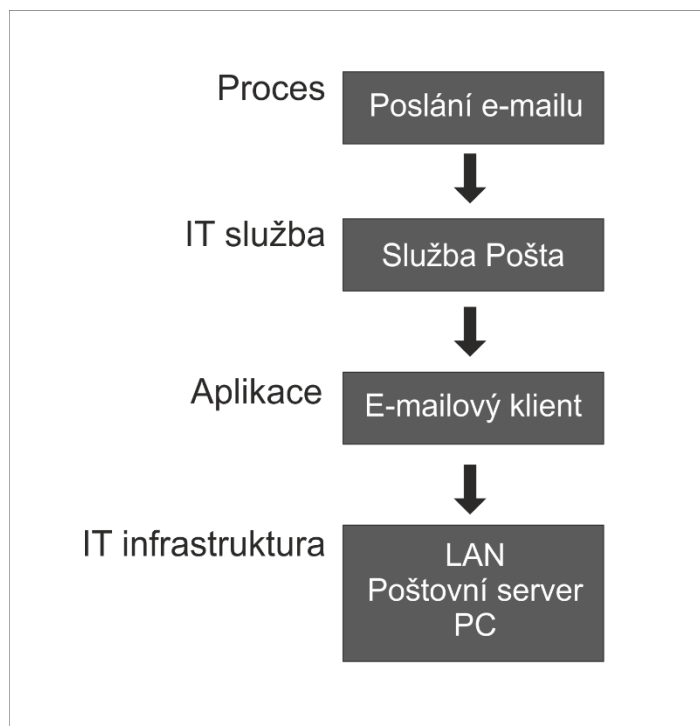 Proces
Poslání e-mailu
IT služba
Služba Pošta
Aplikace
E-mailový klient
IT infrastruktura
LAN
Poštovní server
PC